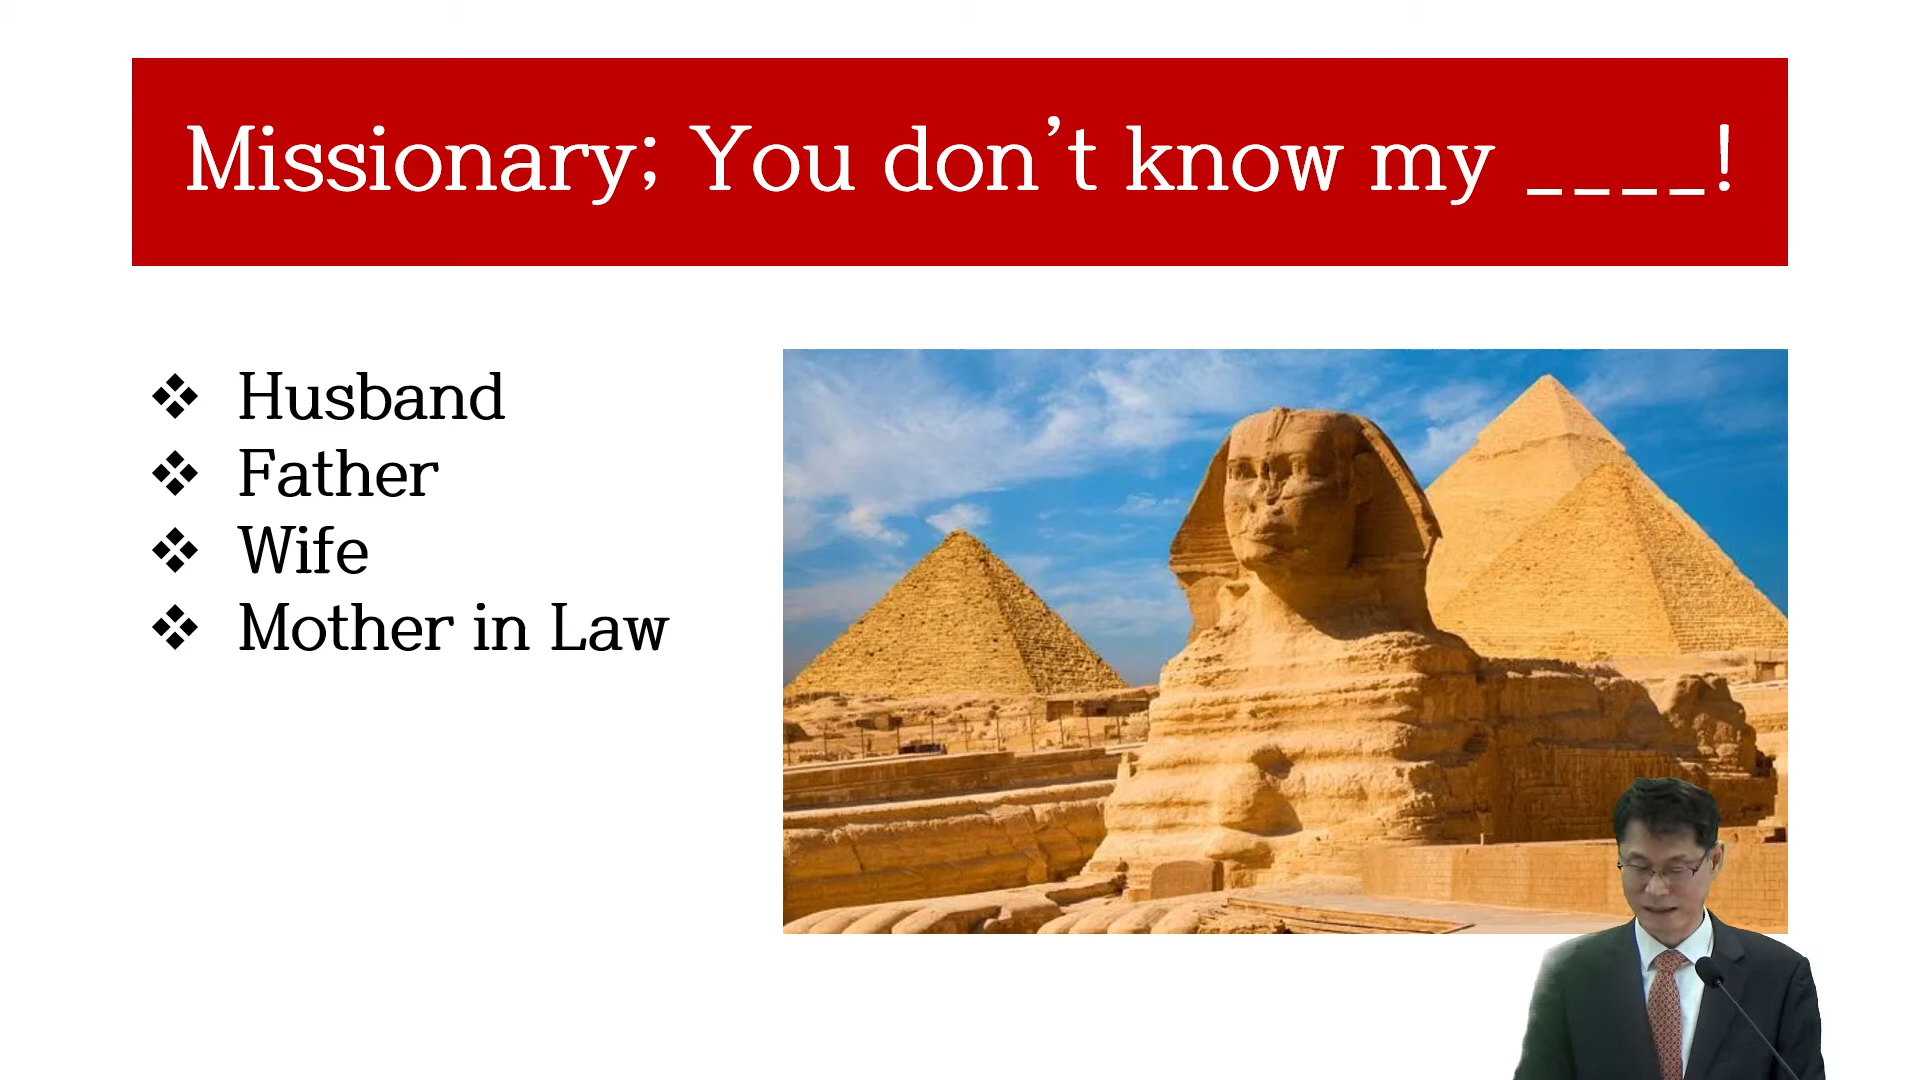 Missionary; You don’t know my ____!
❖ Husband
❖ Father
❖ Wife
❖ Mother in Law